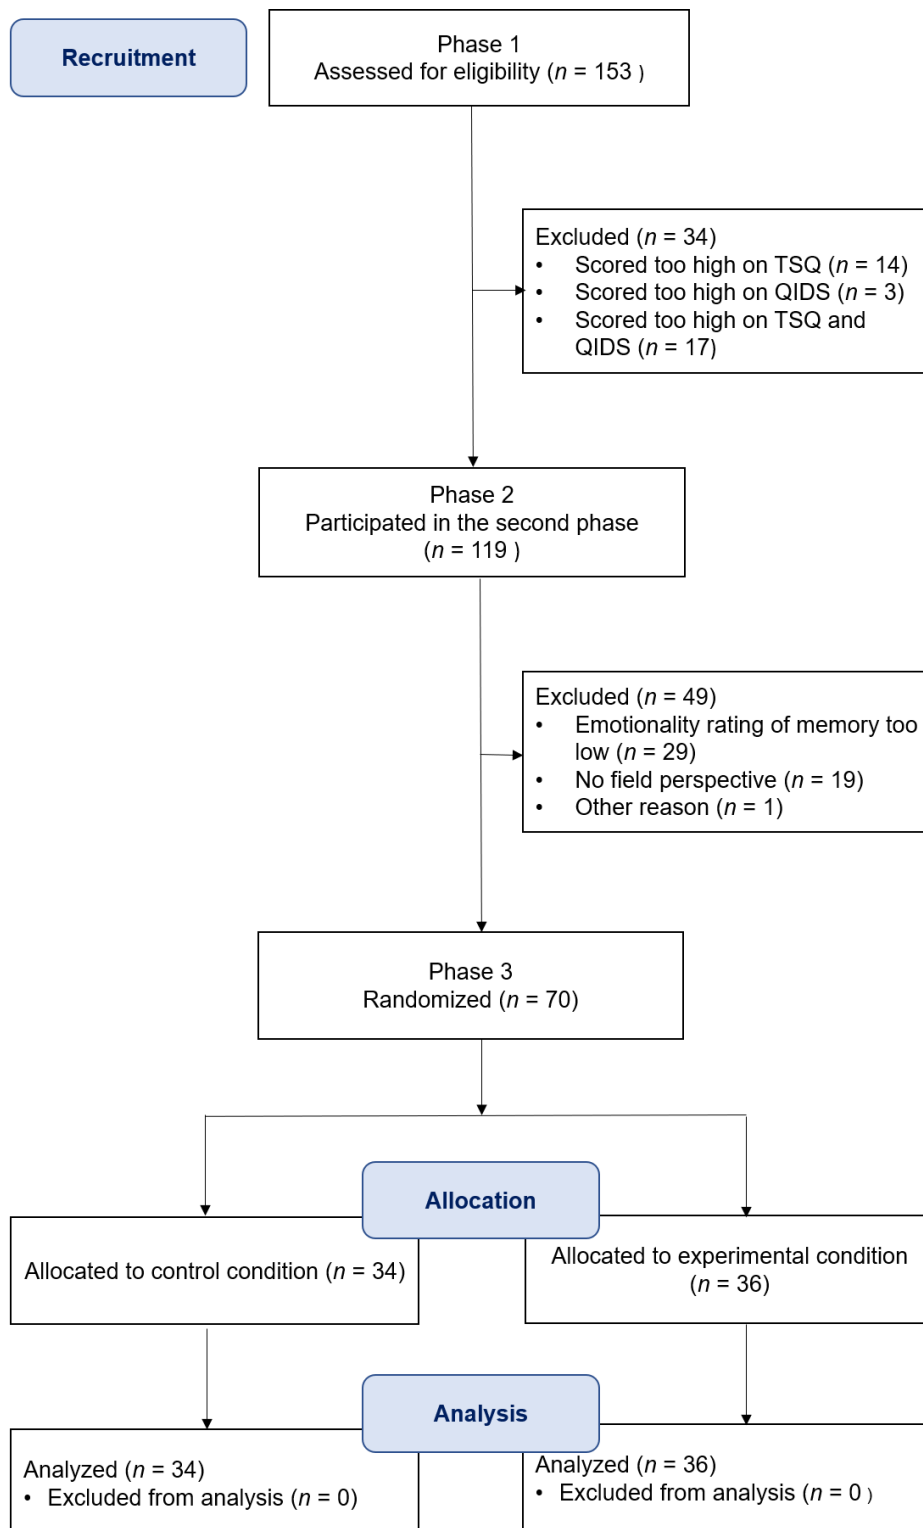 Recruitment
Phase 1
Assessed for eligibility (n = 153 )
Excluded (n = 34)
• Scored too high on TSQ (n = 14)
• Scored too high on QIDS (n = 3)
• Scored too high on TSQ and
QIDS (n = 17)
Phase 2
Participated in the second phase
(n = 119 )
Excluded (n = 49)
• Emotionality rating of memory too
low (n = 29)
• No field perspective (n = 19)
• Other reason (n = 1)
Phase 3
Randomized (n = 70)
Allocation
Allocated to control condition (n = 34)
Allocated to experimental condition
(n = 36)
Analysis
Analyzed (n = 34)
• Excluded from analysis (n = 0)
Analyzed (n = 36)
• Excluded from analysis (n = 0 )